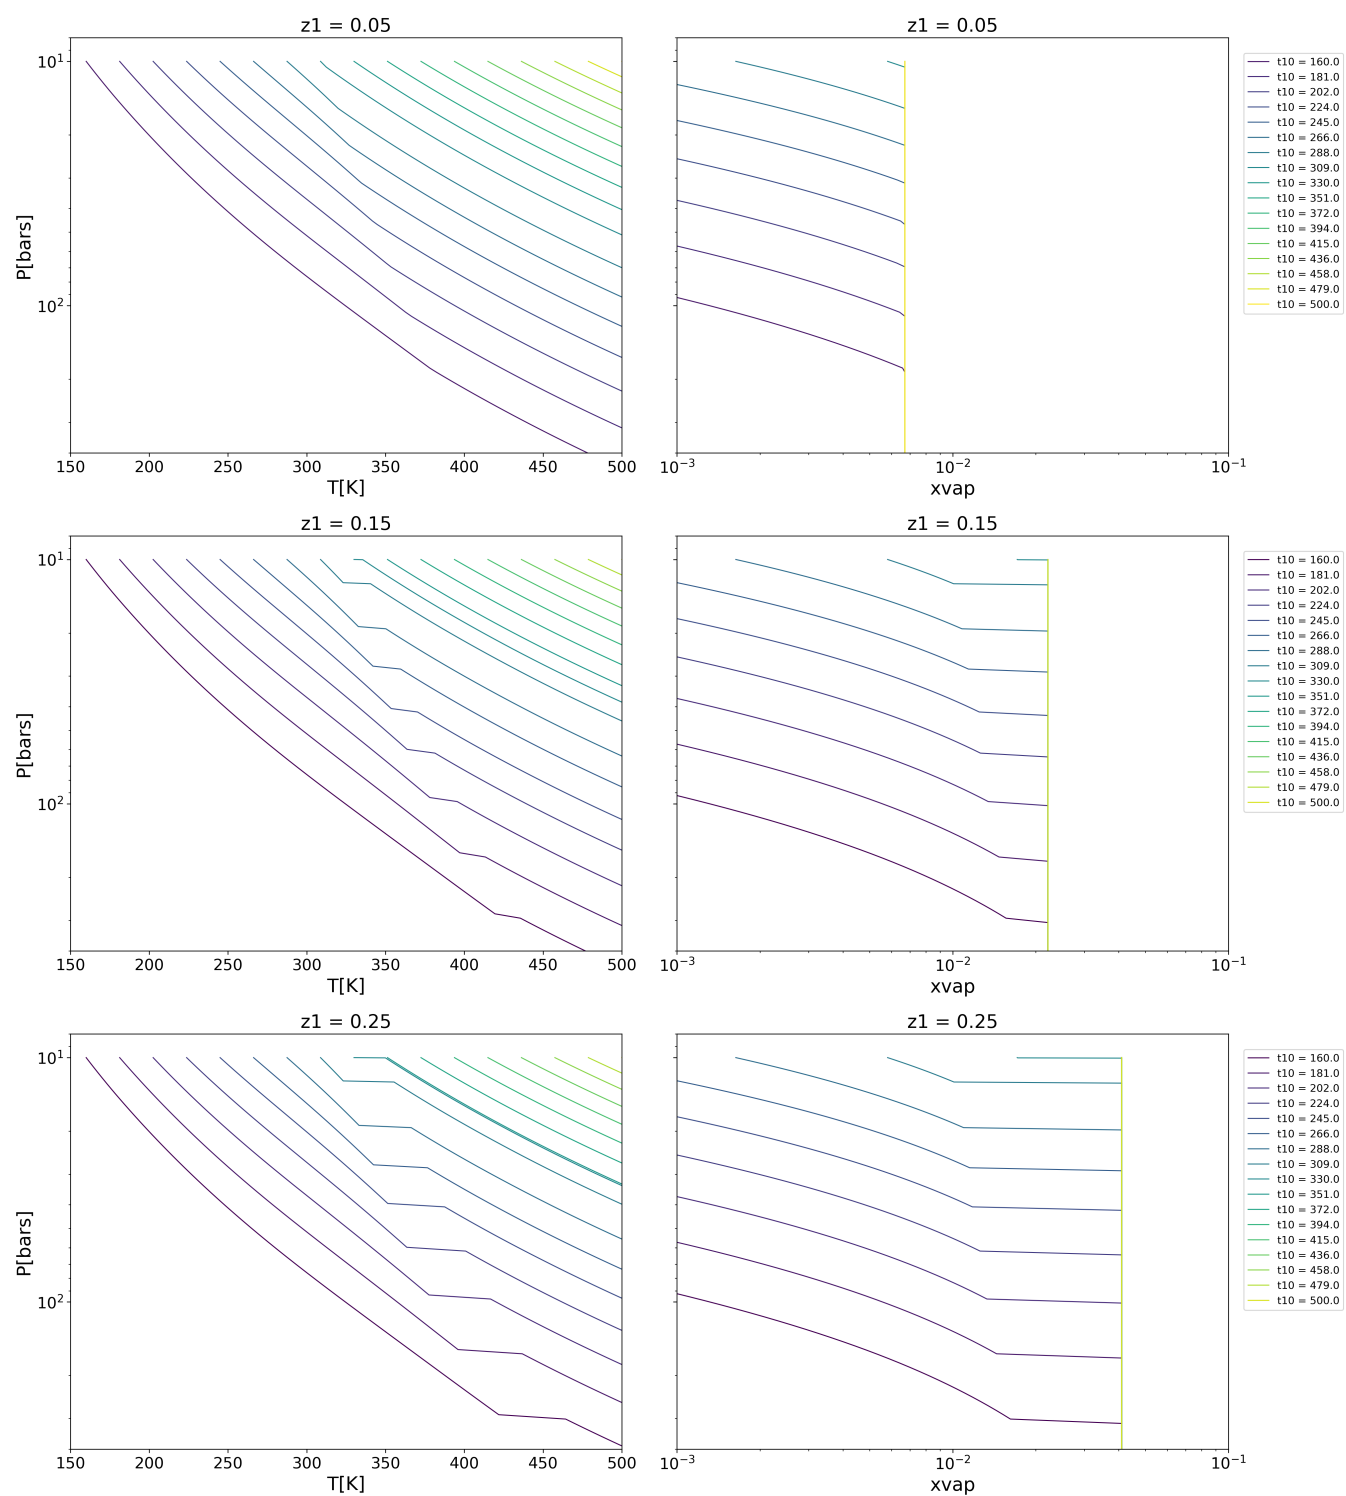 z1 = 0.05
z1 = 0.05
P[bars]
10¹
10²
150 200 250 300 350 400 450 500
T[K]
10⁻³ 10⁻² 10⁻¹
xvap
t10 = 160.0
t10 = 181.0
t10 = 202.0
t10 = 224.0
t10 = 245.0
t10 = 266.0
t10 = 288.0
t10 = 309.0
t10 = 330.0
t10 = 351.0
t10 = 372.0
t10 = 394.0
t10 = 415.0
t10 = 436.0
t10 = 458.0
t10 = 479.0
t10 = 500.0
z1 = 0.15
z1 = 0.15
P[bars]
10¹
10²
150 200 250 300 350 400 450 500
T[K]
10⁻³ 10⁻² 10⁻¹
xvap
t10 = 160.0
t10 = 181.0
t10 = 202.0
t10 = 224.0
t10 = 245.0
t10 = 266.0
t10 = 288.0
t10 = 309.0
t10 = 330.0
t10 = 351.0
t10 = 372.0
t10 = 394.0
t10 = 415.0
t10 = 436.0
t10 = 458.0
t10 = 479.0
t10 = 500.0
z1 = 0.25
z1 = 0.25
P[bars]
10¹
10²
150 200 250 300 350 400 450 500
T[K]
10⁻³ 10⁻² 10⁻¹
xvap
t10 = 160.0
t10 = 181.0
t10 = 202.0
t10 = 224.0
t10 = 245.0
t10 = 266.0
t10 = 288.0
t10 = 309.0
t10 = 330.0
t10 = 351.0
t10 = 372.0
t10 = 394.0
t10 = 415.0
t10 = 436.0
t10 = 458.0
t10 = 479.0
t10 = 500.0